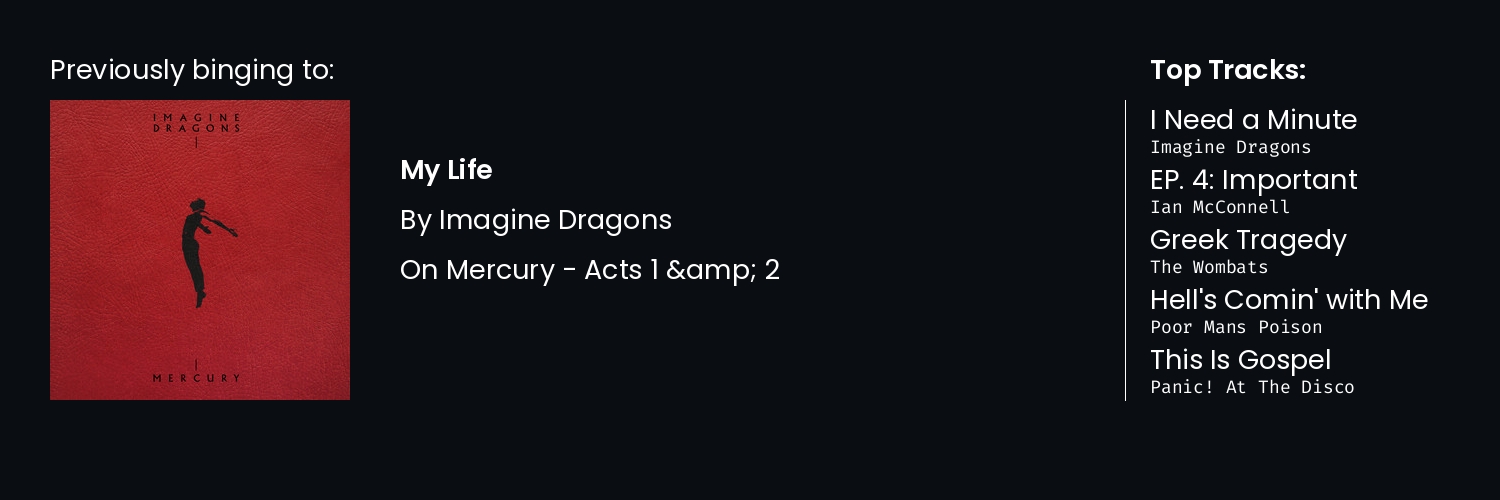 Previously binging to:
IMAGINE
DRAGONS
MERCURY
My Life
By Imagine Dragons
On Mercury - Acts 1 &amp; 2
Top Tracks:
I Need a Minute
Imagine Dragons
EP. 4: Important
Ian McConnell
Greek Tragedy
The Wombats
Hell's Comin' with Me
Poor Mans Poison
This Is Gospel
Panic! At The Disco